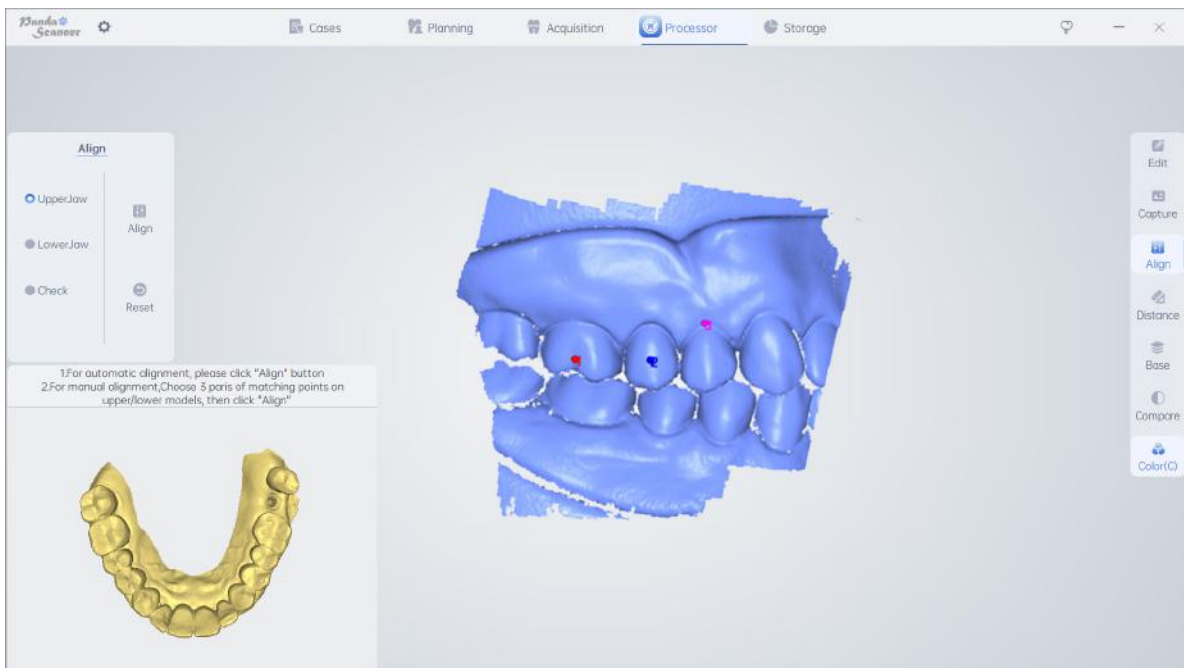 Panda Scanner
Cases
Planning
Acquisition
Processor
Storage
Align
UpperJaw
LowerJaw
Check
Align
Reset
1.For automatic alignment, please click "Align" button
2.For manual alignment,Choose 3 paris of matching points on
upper/lower models, then click "Align"
Edit
Capture
Align
Distance
Base
Compare
Color(C)